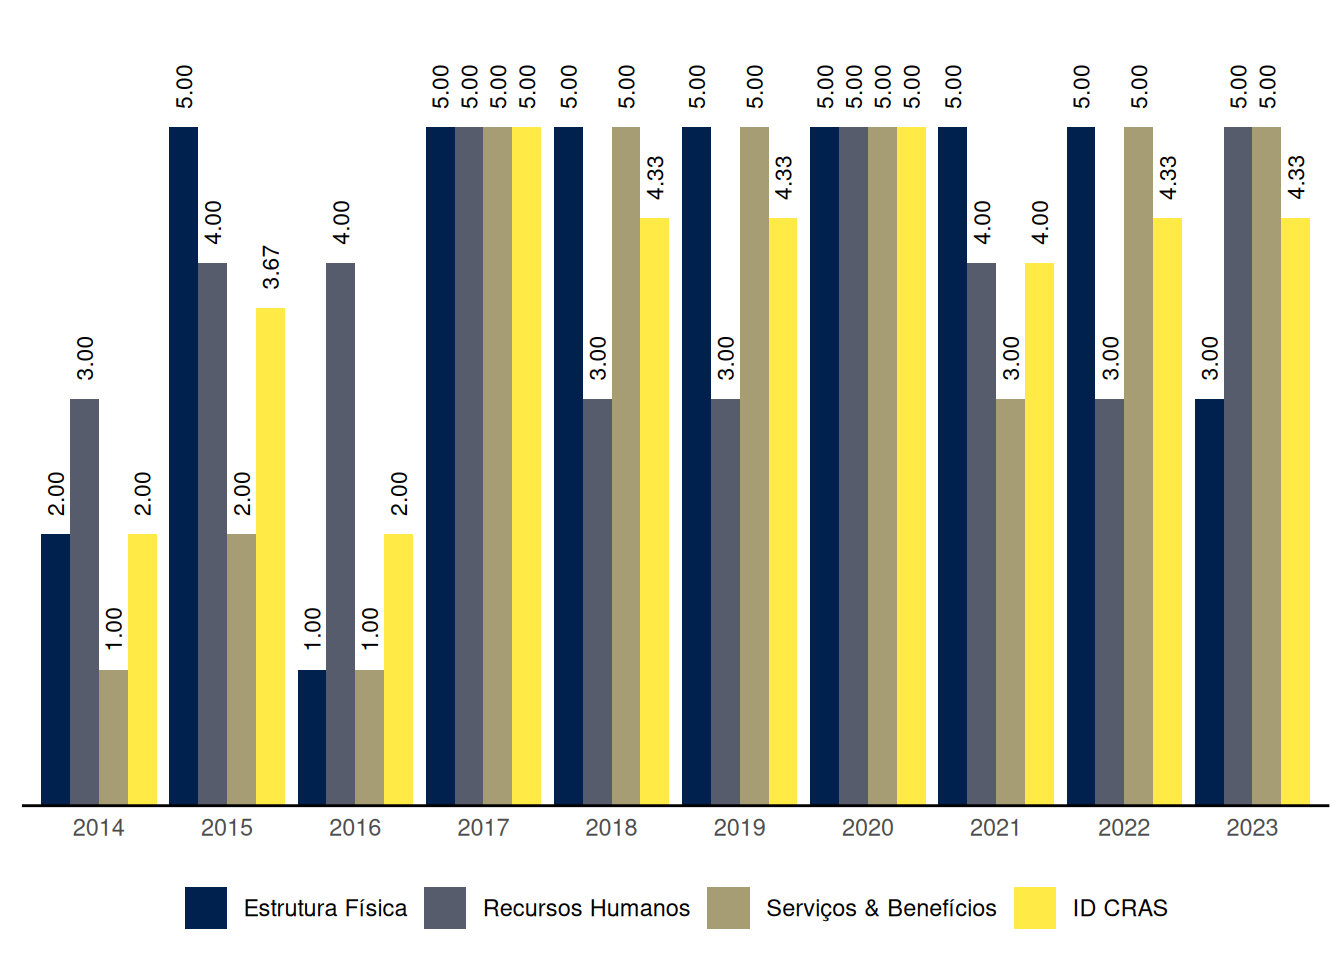 5.00 5.00 5.00 5.00 5.00 5.00 5.00 5.00 5.00 5.00 5.00 5.00 5.00 5.00 5.00 5.00 5.00 5.00
4.33 4.33 4.33 4.33
4.00 4.00 4.00 4.00
3.67
3.00 3.00 3.00 3.00 3.00 3.00
2.00 2.00 2.00 2.00
1.00 1.00 1.00
2014 2015 2016 2017 2018 2019 2020 2021 2022 2023
Estrutura Física Recursos Humanos Serviços & Benefícios ID CRAS